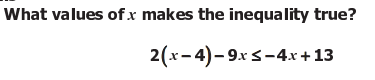 What values of x makes the inequality true?
2(x-4)-9x≤-4x+13